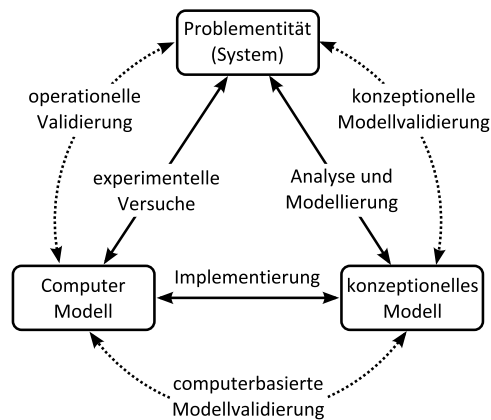 Problementität
(System)
operationelle
Validierung
konzeptionelle
Modellvalidierung
experimentelle
Versuche
Analyse und
Modellierung
Computer
Modell
Implementierung
konzeptionelles
Modell
computerbasierte
Modellvalidierung